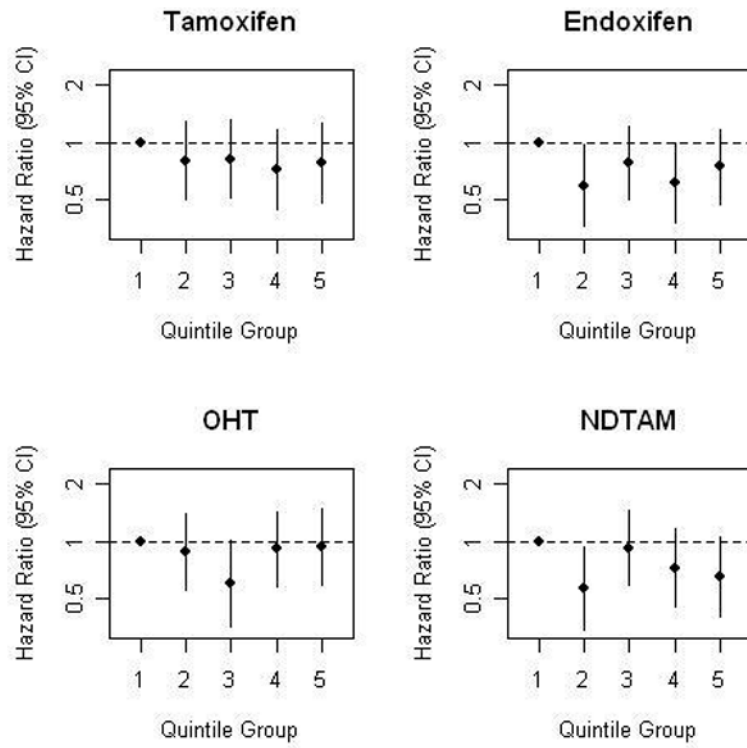 Tamoxifen
Hazard Ratio (95% CI)
2
1
0.5
1 2 3 4 5
Quintile Group
Endoxifen
Hazard Ratio (95% CI)
2
1
0.5
1 2 3 4 5
Quintile Group
OHT
Hazard Ratio (95% CI)
2
1
0.5
1 2 3 4 5
Quintile Group
NDTAM
Hazard Ratio (95% CI)
2
1
0.5
1 2 3 4 5
Quintile Group